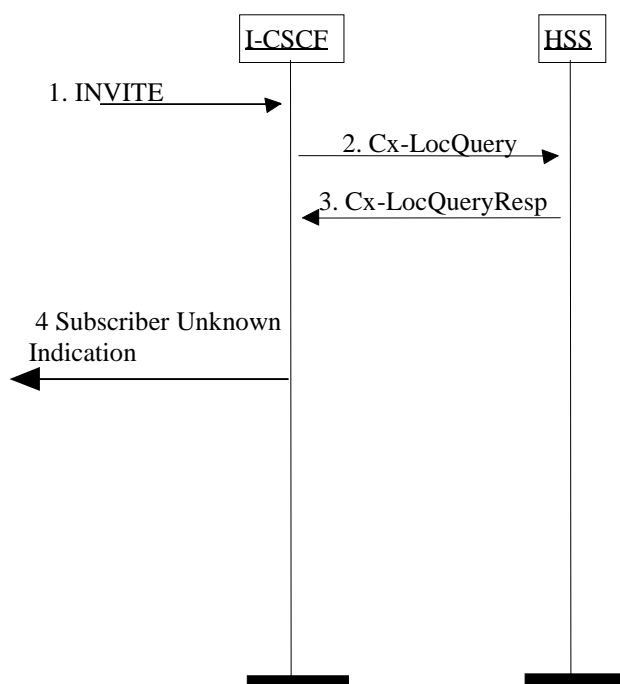 I-CSCF
HSS
1. INVITE
2. Cx-LocQuery
3. Cx-LocQueryResp
4 Subscriber Unknown
Indication